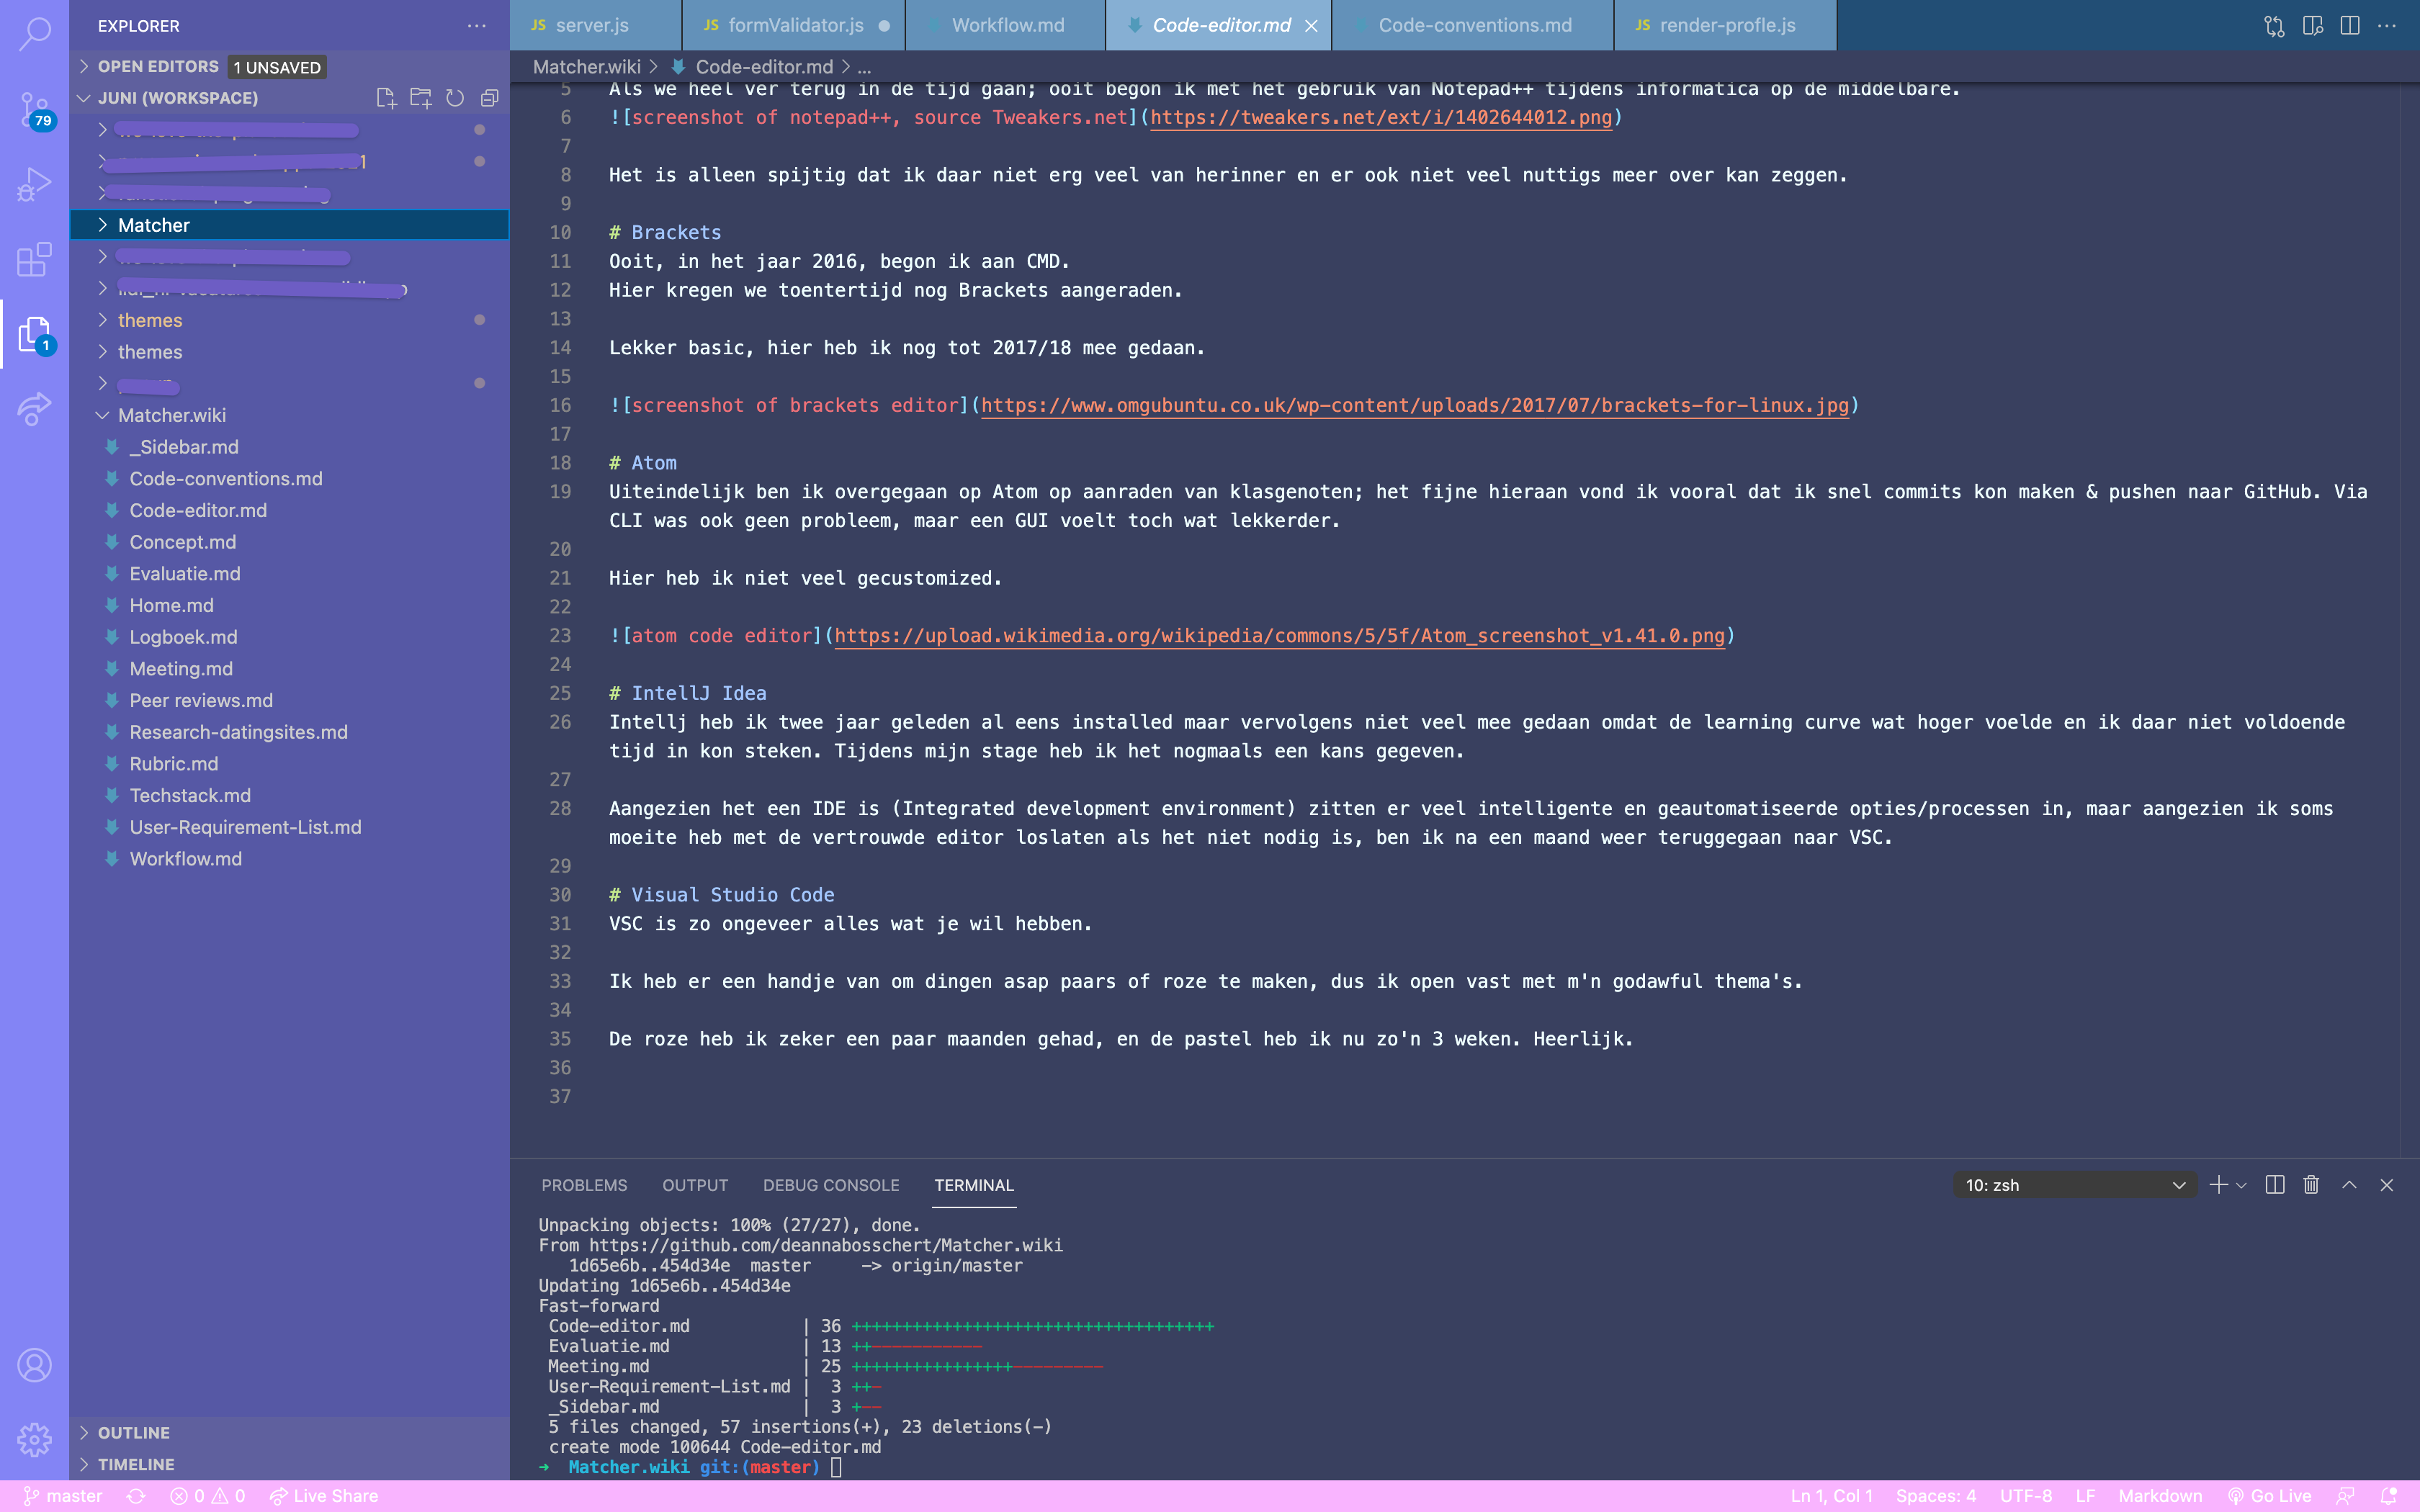 EXPLORER
OPEN EDITORS 1 UNSAVED
JUNI (WORKSPACE)
Matcher
themes
themes
Matcher.wiki
_Sidebar.md
Code-conventions.md
Code-editor.md
Concept.md
Evaluatie.md
Home.md
Logboek.md
Meeting.md
Peer reviews.md
Research-datingsites.md
Rubric.md
Techstack.md
User-Requirement-List.md
Workflow.md
OUTLINE
TIMELINE
79
1
JS server.js
JS formValidator.js
Workflow.md
Code-editor.md
Code-conventions.md
JS render-profle.js
Matcher.wiki > Code-editor.md > ...
5 Als we heel ver terug in de tijd gaan; ooit begon ik met het gebruik van Notepad++ tijdens informatica op de middelbare.
6 ![screenshot of notepad++, source Tweakers.net](https://tweakers.net/ext/i/1402644012.png)
7
8 Het is alleen spijtig dat ik daar niet erg veel van herinner en er ook niet veel nuttigs meer over kan zeggen.
9
10 # Brackets
11 Ooit, in het jaar 2016, begon ik aan CMD.
12 Hier kregen we toentertijd nog Brackets aangeraden.
13
14 Lekker basic, hier heb ik nog tot 2017/18 mee gedaan.
15
16 ![screenshot of brackets editor](https://www.omgubuntu.co.uk/wp-content/uploads/2017/07/brackets-for-linux.jpg)
17
18 # Atom
19 Uiteindelijk ben ik overgegaan op Atom op aanraden van klasgenoten; het fijne hieraan vond ik vooral dat ik snel commits kon maken & pushen naar GitHub. Via
CLI was ook geen probleem, maar een GUI voelt toch wat lekkerder.
20
21 Hier heb ik niet veel gecustomized.
22
23 ![atom code editor](https://upload.wikimedia.org/wikipedia/commons/5/5f/Atom_screenshot_v1.41.0.png)
24
25 # IntellJ Idea
26 Intellj heb ik twee jaar geleden al eens installed maar vervolgens niet veel mee gedaan omdat de learning curve wat hoger voelde en ik daar niet voldoende
tijd in kon steken. Tijdens mijn stage heb ik het nogmaals een kans gegeven.
27
28 Aangezien het een IDE is (Integrated development environment) zitten er veel intelligente en geautomatiseerde opties/processen in, maar aangezien ik soms
moeite heb met de vertrouwde editor loslaten als het niet nodig is, ben ik na een maand weer teruggegaan naar VSC.
29
30 # Visual Studio Code
31 VSC is zo ongeveer alles wat je wil hebben.
32
33 Ik heb er een handje van om dingen asap paars of roze te maken, dus ik open vast met m'n godawful thema's.
34
35 De roze heb ik zeker een paar maanden gehad, en de pastel heb ik nu zo'n 3 weken. Heerlijk.
36
37
PROBLEMS OUTPUT DEBUG CONSOLE TERMINAL 10: zsh
Unpacking objects: 100% (27/27), done.
From https://github.com/deannabosschert/Matcher.wiki
1d65e6b..454d34e master -> origin/master
Updating 1d65e6b..454d34e
Fast-forward
Code-editor.md | 36 ++++++++++++++++++++++++++++++++++++
Evaluatie.md | 13 ++-----------
Meeting.md | 25 ++++++++++++++++---------
User-Requirement-List.md | 3 ++-
_Sidebar.md | 3 +--
5 files changed, 57 insertions(+), 23 deletions(-)
create mode 100644 Code-editor.md
➜ Matcher.wiki git:(master)
master 0 0 Live Share Ln 1, Col 1 Spaces: 4 UTF-8 LF Markdown Go Live